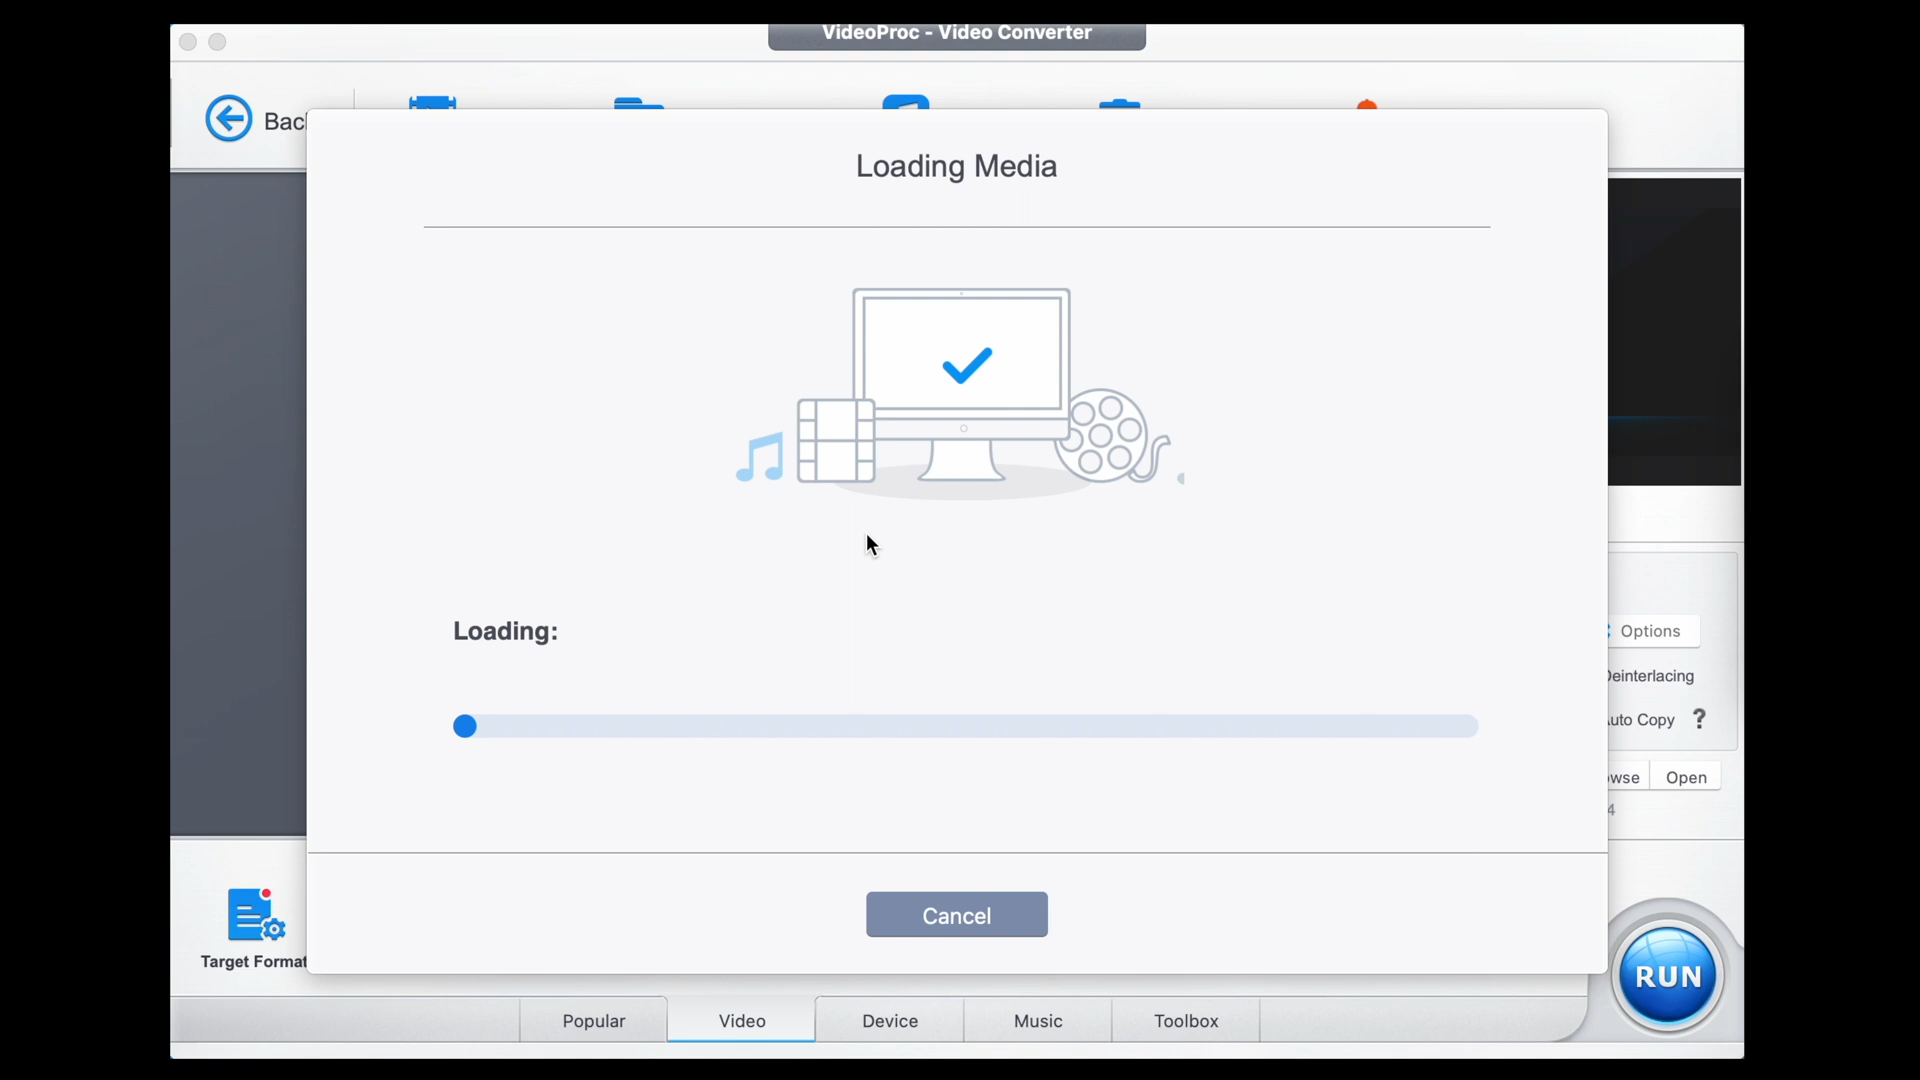 VideoProc - Video Converter
Bac
Loading Media
Loading:
Options
Deinterlacing
uto Copy ?
wse
Open
4
Cancel
Target Format
RUN
Popular
Video
Device
Music
Toolbox